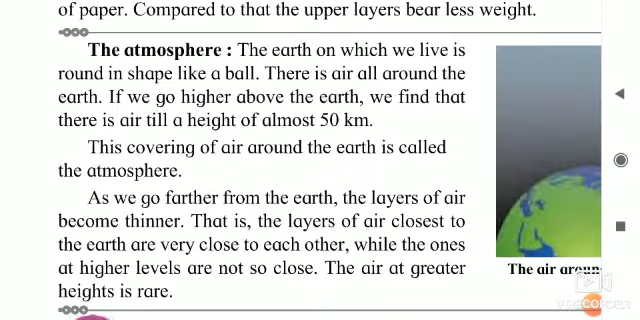 of paper. Compared to that the upper layers bear less weight.
The atmosphere : The earth on which we live is
round in shape like a ball. There is air all around the
earth. If we go higher above the earth, we find that
there is air till a height of almost 50 km.
This covering of air around the earth is called
the atmosphere.
As we go farther from the earth, the layers of air
become thinner. That is, the layers of air closest to
the earth are very close to each other, while the ones
at higher levels are not so close. The air at greater
heights is rare.
The air aroun
RECORDER